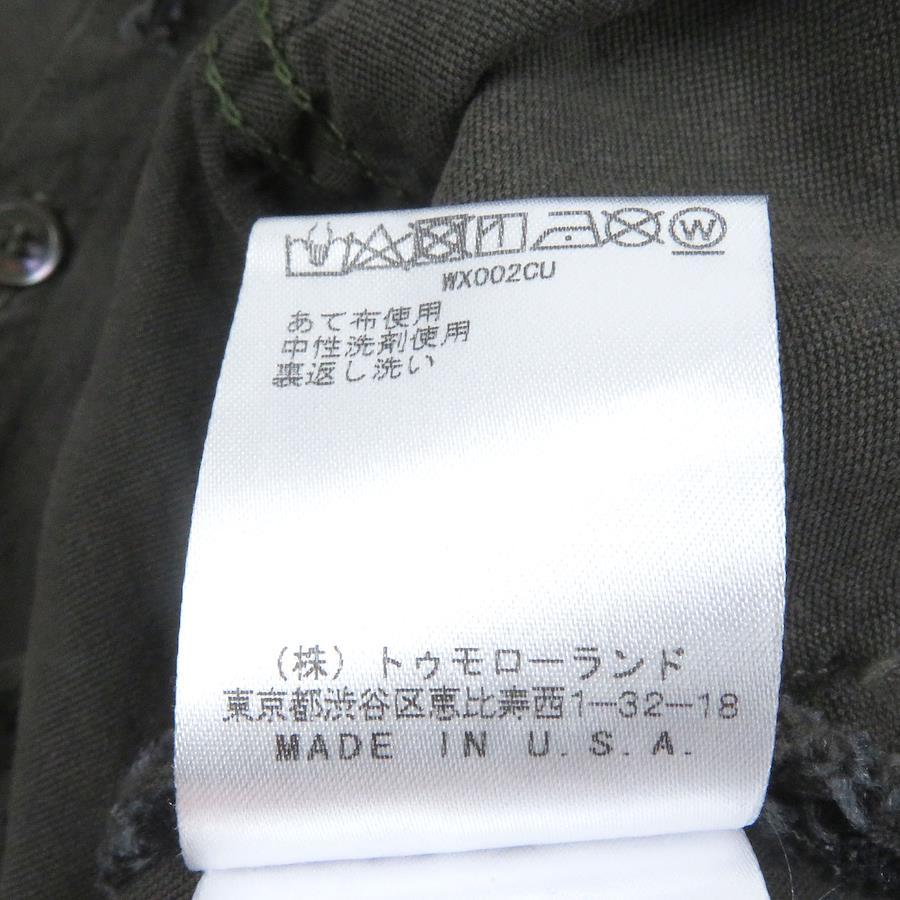 W
WX002CU
あて布使用
中性洗剤使用
裏返し洗い
(株)トゥモローランド
東京都渋谷区恵比寿西1-32-18
MADE IN U.S.A.